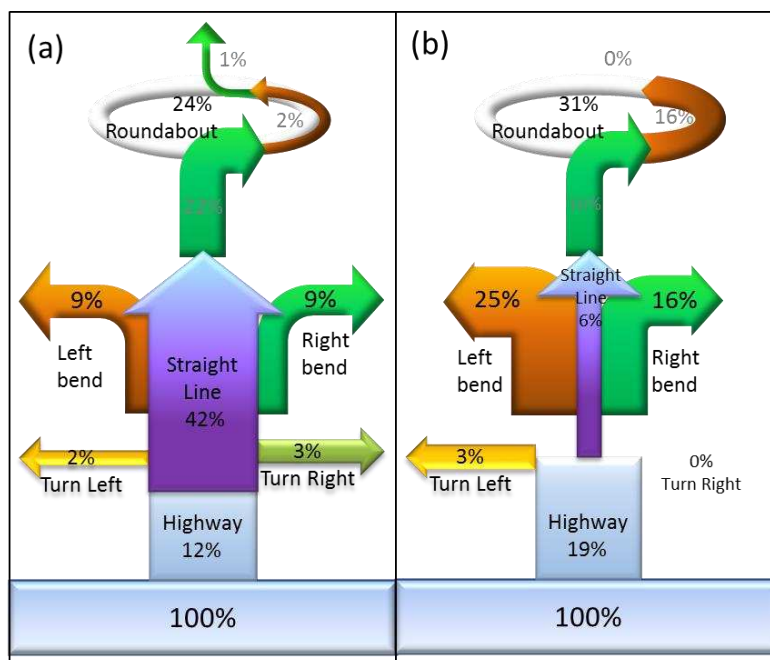 (a)
1%
24%
Roundabout
2%
22%
9%
9%
Left
bend
Right
bend
Straight
Line
42%
2%
Turn Left
3%
Turn Right
Highway
12%
100%
(b)
0%
31%
Roundabout
16%
Straight
Line
6%
25%
16%
Left
bend
Right
bend
3%
Turn Left
0%
Turn Right
Highway
19%
100%